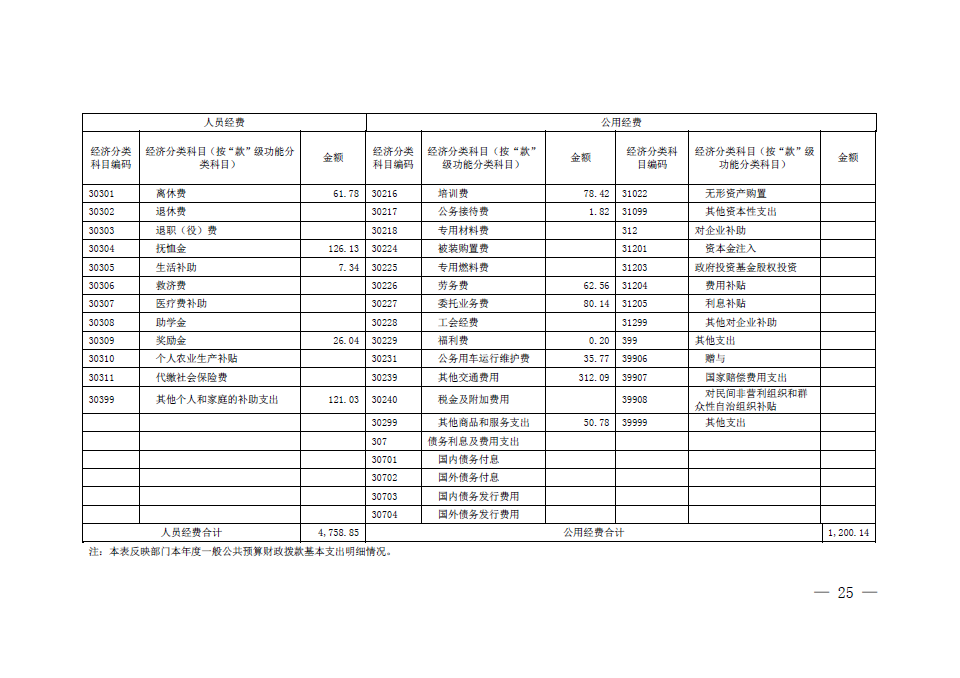 人员经费 公用经费
经济分类科目编码 经济分类科目（按“款”级功能分类科目） 金额 经济分类科目编码 经济分类科目（按“款”级功能分类科目） 金额 经济分类科目编码 经济分类科目（按“款”级功能分类科目） 金额
30301 离休费 61.78 30216 培训费 78.42 31022 无形资产购置
30302 退休费 30217 公务接待费 1.82 31099 其他资本性支出
30303 退职（役）费 30218 专用材料费 312 对企业补助
30304 抚恤金 126.13 30224 被装购置费 31201 资本金注入
30305 生活补助 7.34 30225 专用燃料费 31203 政府投资基金股权投资
30306 救济费 30226 劳务费 62.56 31204 费用补贴
30307 医疗费补助 30227 委托业务费 80.14 31205 利息补贴
30308 助学金 30228 工会经费 31299 其他对企业补助
30309 奖励金 26.04 30229 福利费 0.20 399 其他支出
30310 个人农业生产补贴 30231 公务用车运行维护费 35.77 39906 赠与
30311 代缴社会保险费 30239 其他交通费用 312.09 39907 国家赔偿费用支出
30399 其他个人和家庭的补助支出 121.03 30240 税金及附加费用 39908 对民间非营利组织和群众性自治组织补贴
30299 其他商品和服务支出 50.78 39999 其他支出
307 债务利息及费用支出
30701 国内债务付息
30702 国外债务付息
30703 国内债务发行费用
30704 国外债务发行费用
人员经费合计 4,758.85 公用经费合计 1,200.14
注：本表反映部门本年度一般公共预算财政拨款基本支出明细情况。
— 25 —